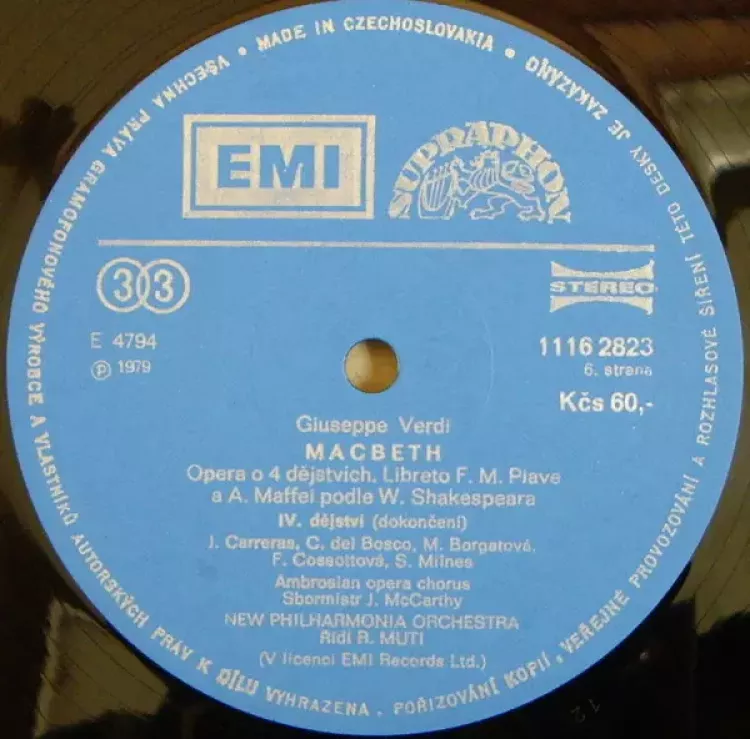 • MADE IN CZECHOSLOVAKIA •
VŠECHNA PRÁVA GRAMOFONOVÉHO VÝROBCE A VLASTNÍKŮ AUTORSKÝCH PRÁV K DÍLU VYHRAZENA. POŘIZOVÁNÍ KOPIÍ, VEŘEJNÉ PROVOZOVÁNÍ A ROZHLASOVÉ ŠÍŘENÍ TÉTO DESKY JE ZAKÁZÁNO
EMI
SUPRAPHON
33
STEREO
E 4794
1116 2823
℗ 1979
6. strana
Kčs 60,-
Giuseppe Verdi
MACBETH
Opera o 4 dějstvích. Libreto F. M. Piave
a A. Maffei podle W. Shakespeara
IV. dějství (dokončení)
J. Carreras, C. del Bosco, M. Borgatová,
F. Cossottová, S. Milnes
Ambrosian opera chorus
Sbormistr J. McCarthy
NEW PHILHARMONIA ORCHESTRA
Řídí R. MUTI
(V licenci EMI Records Ltd.)
12